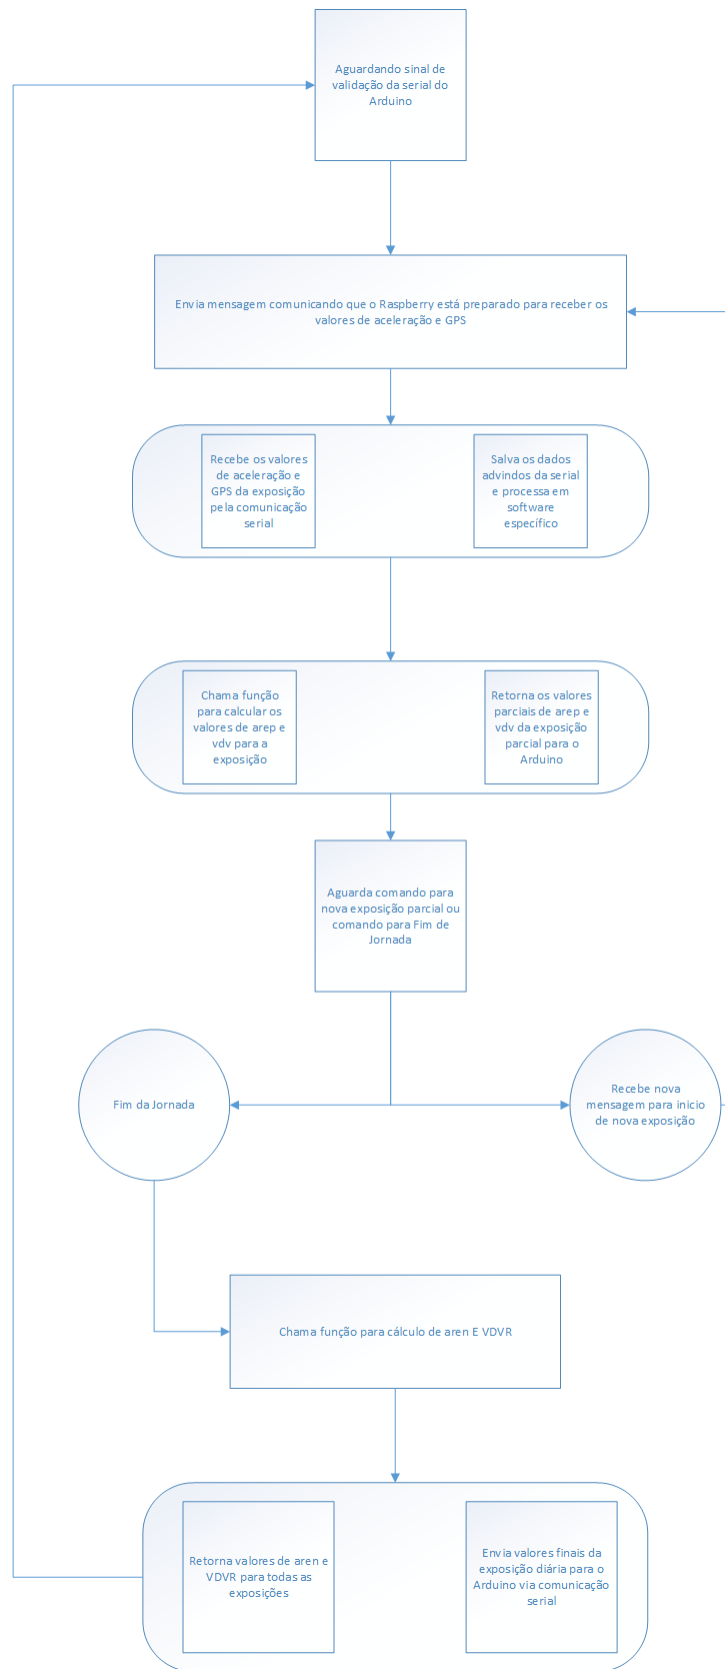 Aguardando sinal de
validação da serial do
Arduino
Envia mensagem comunicando que o Raspberry está preparado para receber os
valores de aceleração e GPS
Recebe os valores
de aceleração e
GPS da exposição
pela comunicação
serial
Salva os dados
advindos da serial
e processa em
software
específico
Chama função
para calcular os
valores de arep e
vdv para a
exposição
Retorna os valores
parciais de arep e
vdv da exposição
parcial para o
Arduino
Aguarda comando para
nova exposição parcial ou
comando para Fim de
Jornada
Fim da Jornada
Recebe nova
mensagem para inicio
de nova exposição
Chama função para cálculo de aren E VDVR
Retorna valores de aren e
VDVR para todas as
exposições
Envia valores finais da
exposição diária para o
Arduino via comunicação
serial